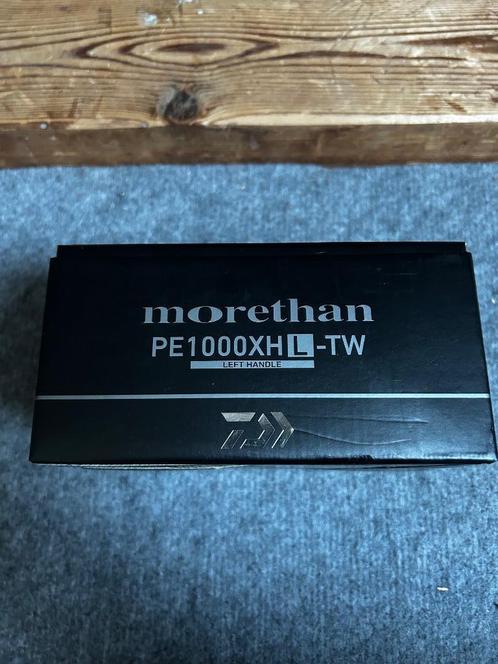 morethan
PE1000XHL-TW
LEFT HANDLE